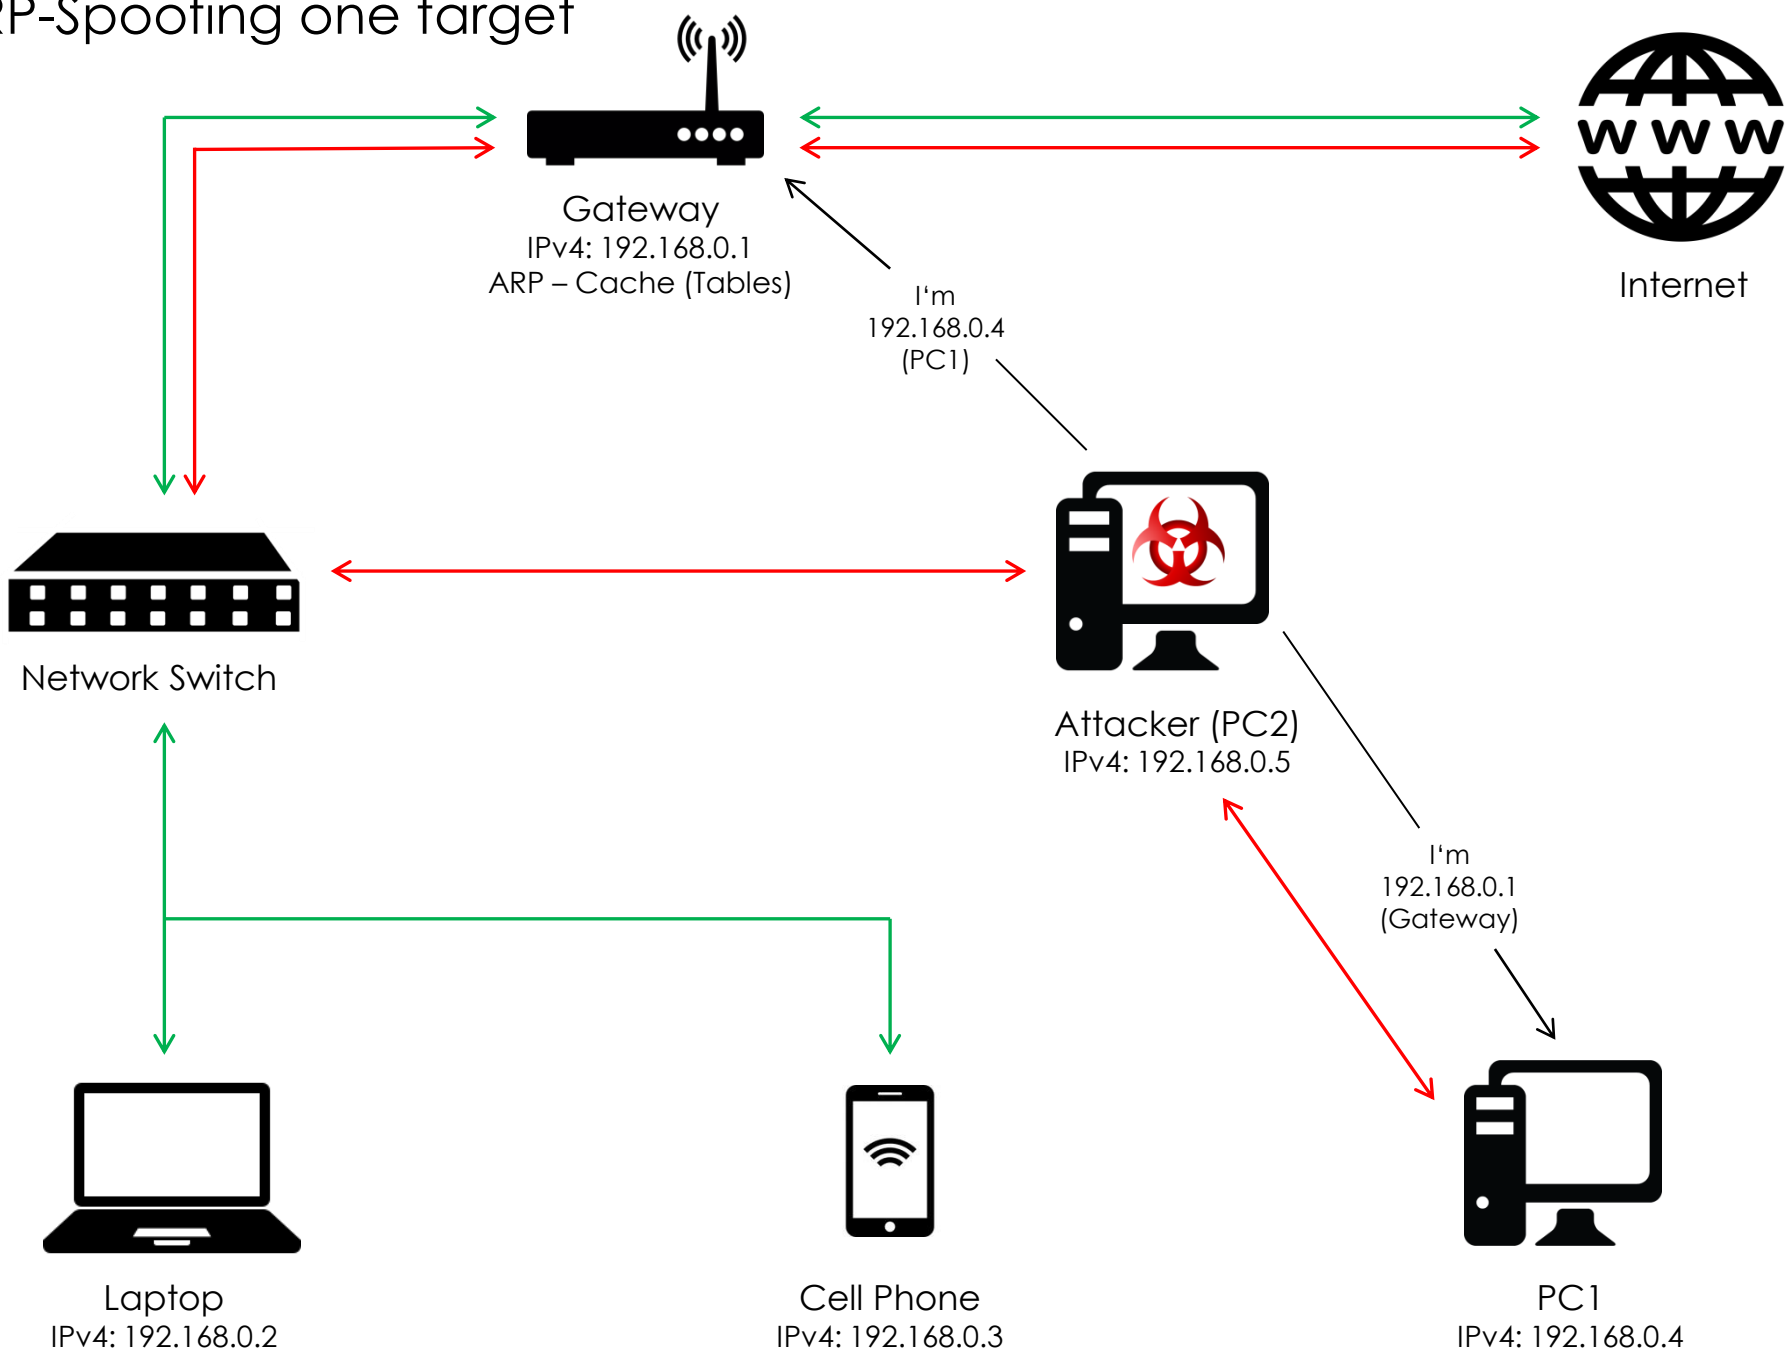 RP-Spoofing one target
WWW
Gateway
IPv4: 192.168.0.1
ARP – Cache (Tables)
Internet
I‘m
192.168.0.4
(PC1)
Network Switch
Attacker (PC2)
IPv4: 192.168.0.5
I‘m
192.168.0.1
(Gateway)
Laptop
IPv4: 192.168.0.2
Cell Phone
IPv4: 192.168.0.3
PC1
IPv4: 192.168.0.4